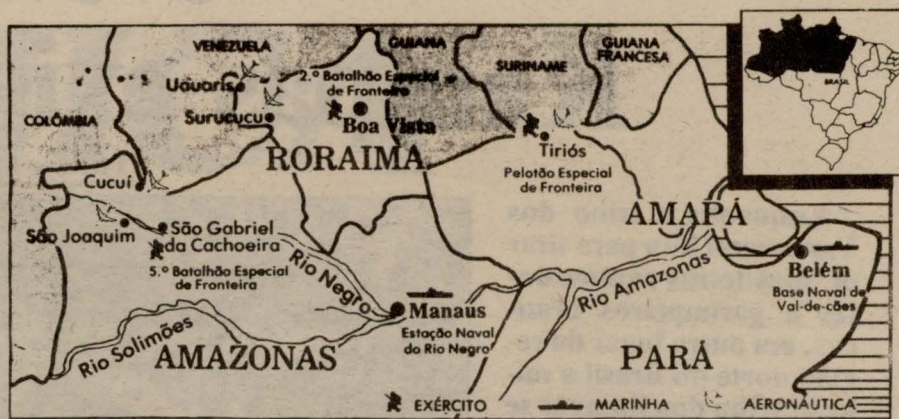 VENEZUELA
GUIANA
SURINAME
GUIANA
FRANCESA
BRASIL
COLÔMBIA
Uauaris
Surucucu
2.º Batalhão Especial
de Fronteira
Boa Vista
RORAIMA
Tiriós
Pelotão Especial
de Fronteira
Cucuí
São Joaquim
São Gabriel
da Cachoeira
5.º Batalhão Especial
de Fronteira
Rio Negro
AMAPÁ
Rio Amazonas
Belém
Base Naval de
Val-de-cães
Manaus
Estação Naval
do Rio Negro
Rio Solimões
AMAZONAS
PARÁ
EXÉRCITO
MARINHA
AERONÁUTICA